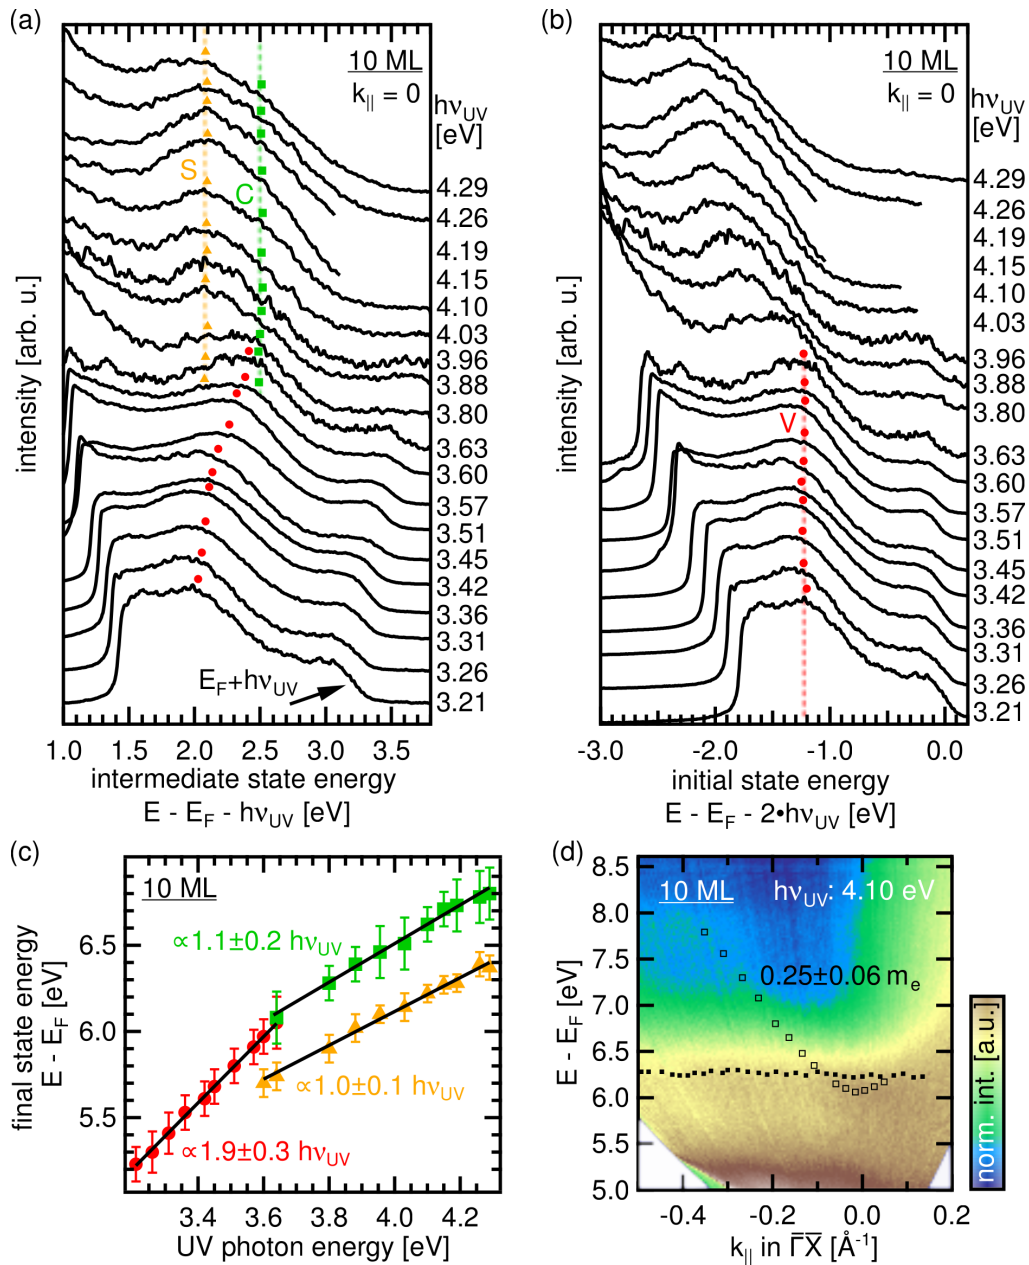 (a)
10 ML
k|| = 0
hνUV
[eV]
S
C
4.29
4.26
4.19
4.15
4.10
4.03
3.96
3.88
3.80
3.63
3.60
3.57
3.51
3.45
3.42
3.36
3.31
3.26
3.21
EF+hνUV
intensity [arb. u.]
1.0 1.5 2.0 2.5 3.0 3.5
intermediate state energy
E - EF - hνUV [eV]
(b)
10 ML
k|| = 0
hνUV
[eV]
V
4.29
4.26
4.19
4.15
4.10
4.03
3.96
3.88
3.80
3.63
3.60
3.57
3.51
3.45
3.42
3.36
3.31
3.26
3.21
intensity [arb. u.]
-3.0 -2.0 -1.0 0.0
initial state energy
E - EF - 2•hνUV [eV]
(c)
10 ML
∝1.1±0.2 hνUV
∝1.0±0.1 hνUV
∝1.9±0.3 hνUV
6.5
6.0
5.5
final state energy
E - EF [eV]
3.4 3.6 3.8 4.0 4.2
UV photon energy [eV]
(d)
10 ML
hνUV: 4.10 eV
0.25±0.06 me
8.5
8.0
7.5
7.0
6.5
6.0
5.5
5.0
E - EF [eV]
-0.4 -0.2 0.0 0.2
k|| in Γ̅X̅ [Å⁻¹]
norm. int. [a.u.]